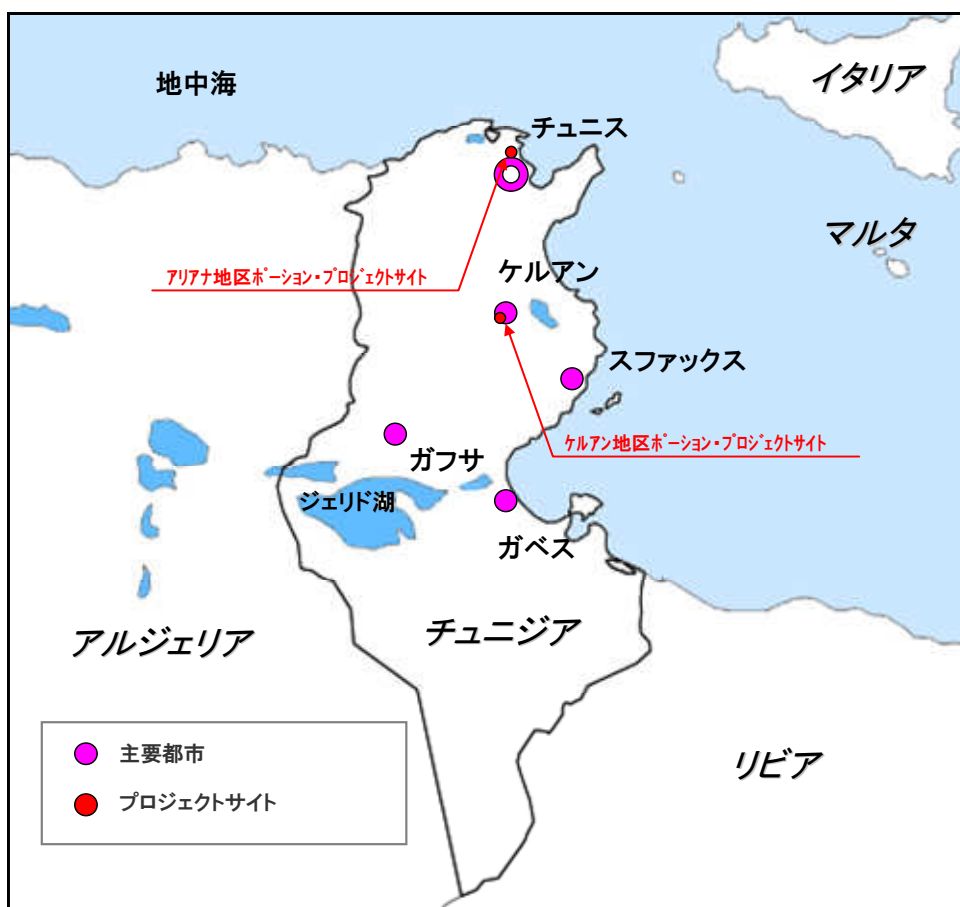 イタリア
地中海
チュニス
マルタ
アリアナ地区ポーション・プロジェクトサイト
ケルアン
スファックス
ケルアン地区ポーション・プロジェクトサイト
ガフサ
ジェリド湖
ガベス
チュニジア
アルジェリア
リビア
主要都市
プロジェクトサイト